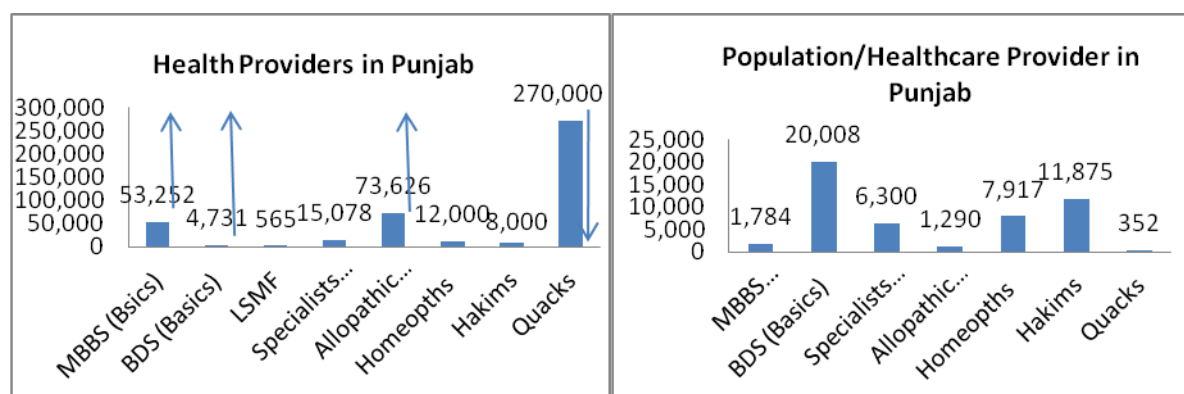 Health Providers in Punjab
300,000
250,000
200,000
150,000
100,000
50,000
0
53,252
4,731
565
15,078
73,626
12,000
8,000
270,000
MBBS (Bsics)
BDS (Basics)
LSMF
Specialists...
Allopathic...
Homeopths
Hakims
Quacks
Population/Healthcare Provider in
Punjab
25,000
20,000
15,000
10,000
5,000
0
1,784
20,008
6,300
1,290
7,917
11,875
352
MBBS...
BDS (Basics)
Specialists...
Allopathic...
Homeopths
Hakims
Quacks